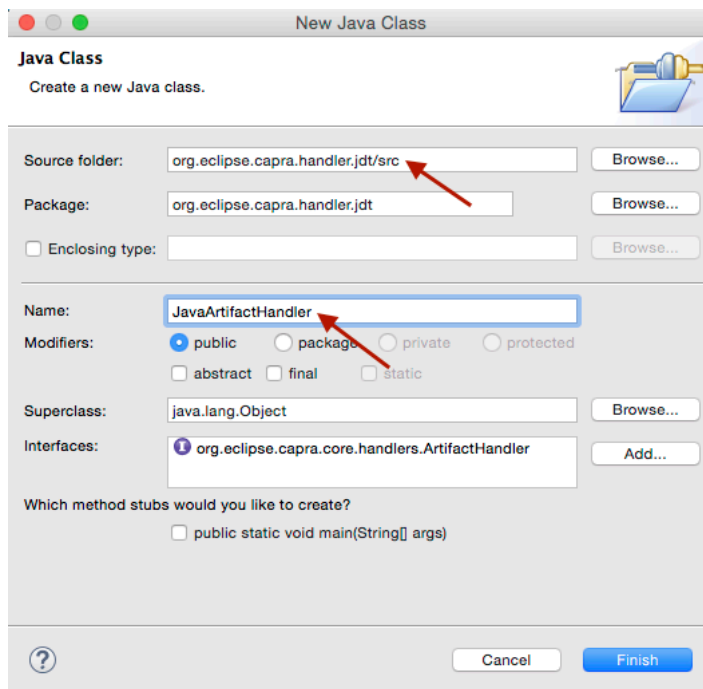 New Java Class
Java Class
Create a new Java class.
Source folder: org.eclipse.capra.handler.jdt/src Browse...
Package: org.eclipse.capra.handler.jdt Browse...
Enclosing type: Browse...
Name: JavaArtifactHandler
Modifiers: public package private protected
abstract final static
Superclass: java.lang.Object Browse...
Interfaces: I org.eclipse.capra.core.handlers.ArtifactHandler Add...
Which method stubs would you like to create?
public static void main(String[] args)
? Cancel Finish